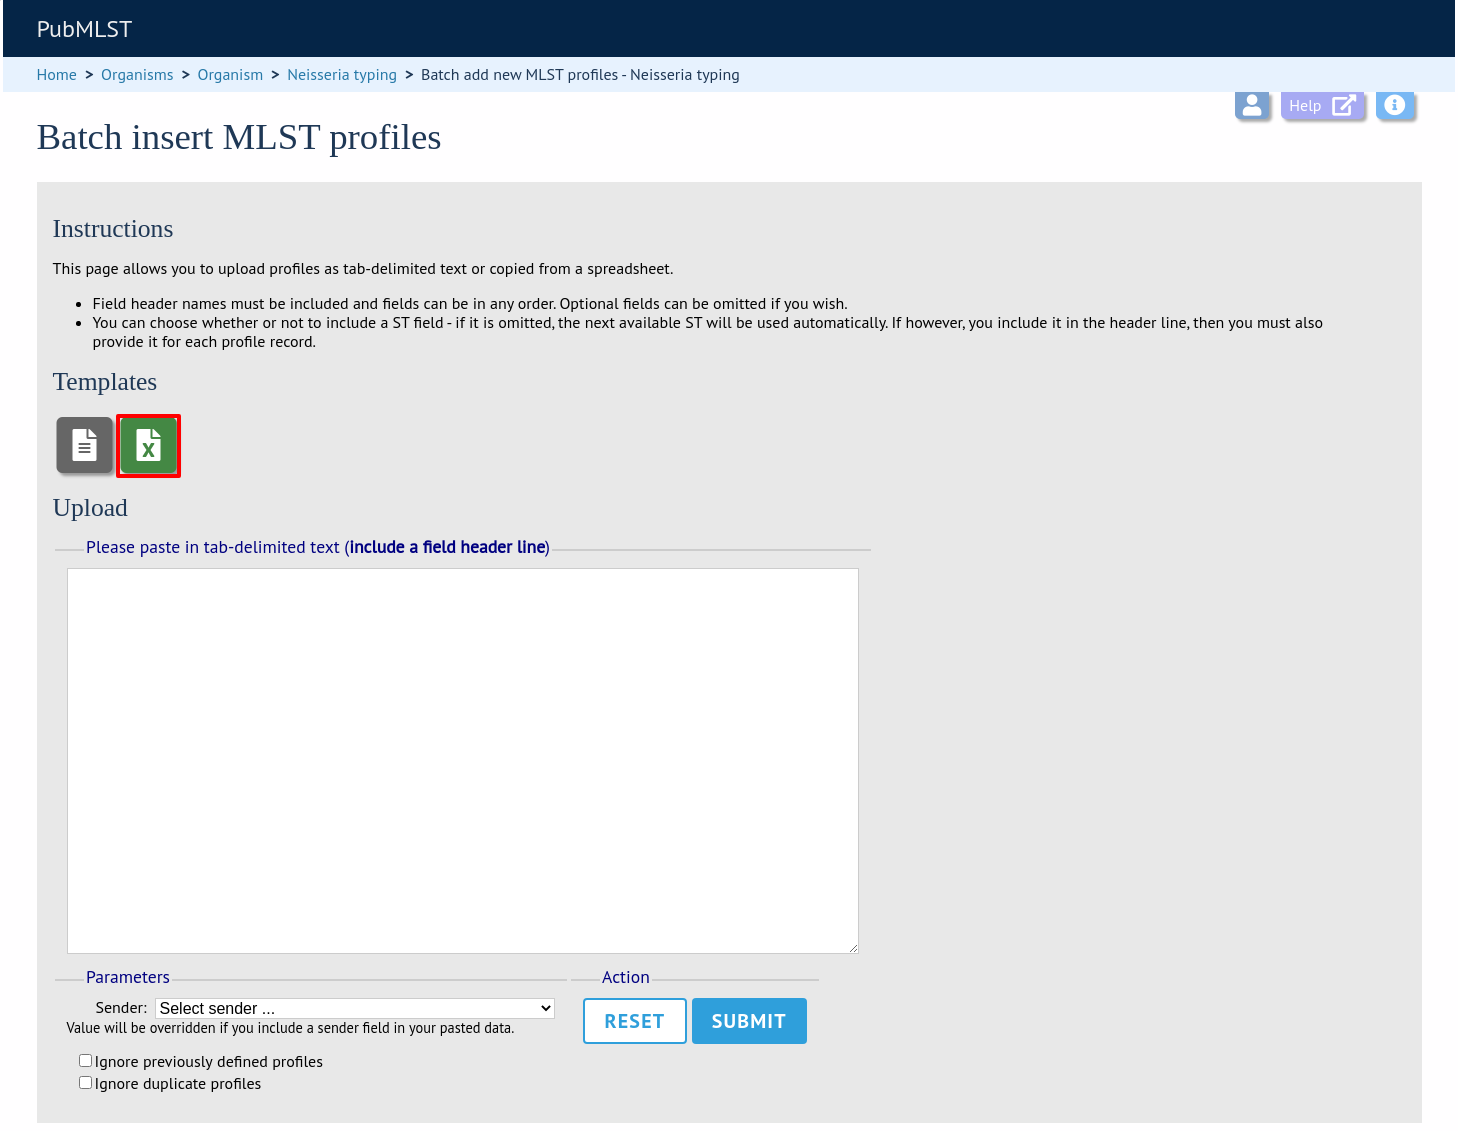 PubMLST
Home > Organisms > Organism > Neisseria typing > Batch add new MLST profiles - Neisseria typing
Help
Batch insert MLST profiles
Instructions
This page allows you to upload profiles as tab-delimited text or copied from a spreadsheet.
• Field header names must be included and fields can be in any order. Optional fields can be omitted if you wish.
• You can choose whether or not to include a ST field - if it is omitted, the next available ST will be used automatically. If however, you include it in the header line, then you must also
provide it for each profile record.
Templates
Upload
Please paste in tab-delimited text (include a field header line)
Parameters
Action
Sender: Select sender ...
Value will be overridden if you include a sender field in your pasted data.
RESET SUBMIT
Ignore previously defined profiles
Ignore duplicate profiles